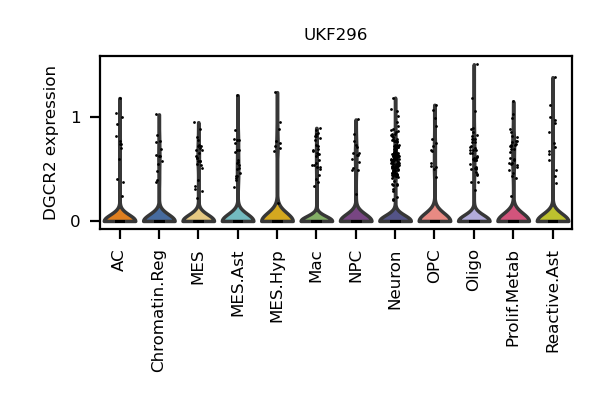 UKF296
DGCR2 expression
1
0
AC
Chromatin.Reg
MES
MES.Ast
MES.Hyp
Mac
NPC
Neuron
OPC
Oligo
Prolif.Metab
Reactive.Ast